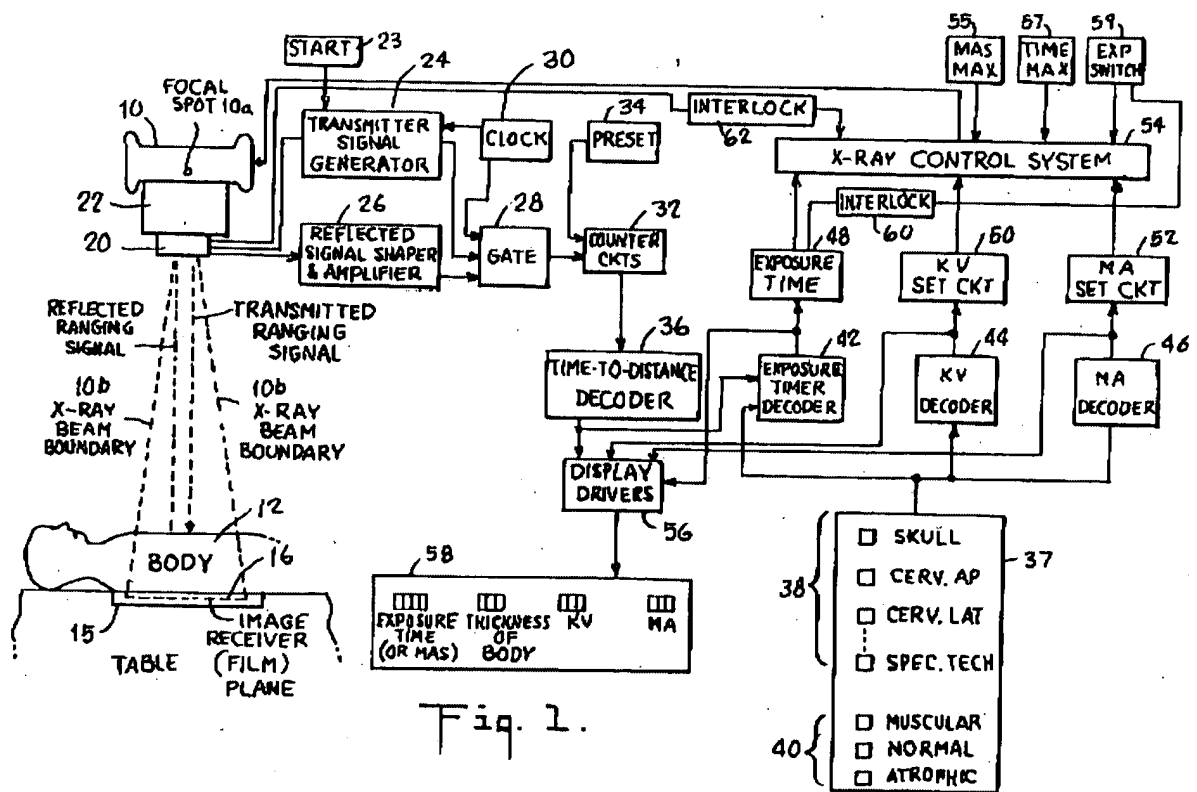 55
57
59
MAS
MAX
TIME
MAX
EXP
SWITCH
START
23
24
30
34
FOCAL
SPOT 10a
10
INTERLOCK
62
54
TRANSMITTER
SIGNAL
GENERATOR
CLOCK
PRESET
X-RAY CONTROL SYSTEM
22
26
28
32
INTERLOCK
60
20
REFLECTED
SIGNAL SHAPER
& AMPLIFIER
GATE
COUNTER
CKTS
48
50
52
EXPOSURE
TIME
KV
SET CKT
MA
SET CKT
REFLECTED
RANGING
SIGNAL
TRANSMITTED
RANGING
SIGNAL
36
42
44
46
10b
X-RAY
BEAM
BOUNDARY
10b
X-RAY
BEAM
BOUNDARY
TIME-TO-DISTANCE
DECODER
EXPOSURE
TIMER
DECODER
KV
DECODER
MA
DECODER
DISPLAY
DRIVERS
56
12
BODY
16
15
IMAGE
RECEIVER
(FILM)
PLANE
TABLE
58
EXPOSURE
TIME
(OR MAS)
THICKNESS
OF
BODY
KV
MA
37
38
SKULL
CERV. AP
CERV. LAT
SPEC. TECH
40
MUSCULAR
NORMAL
ATROPHIC
Fig. 1.